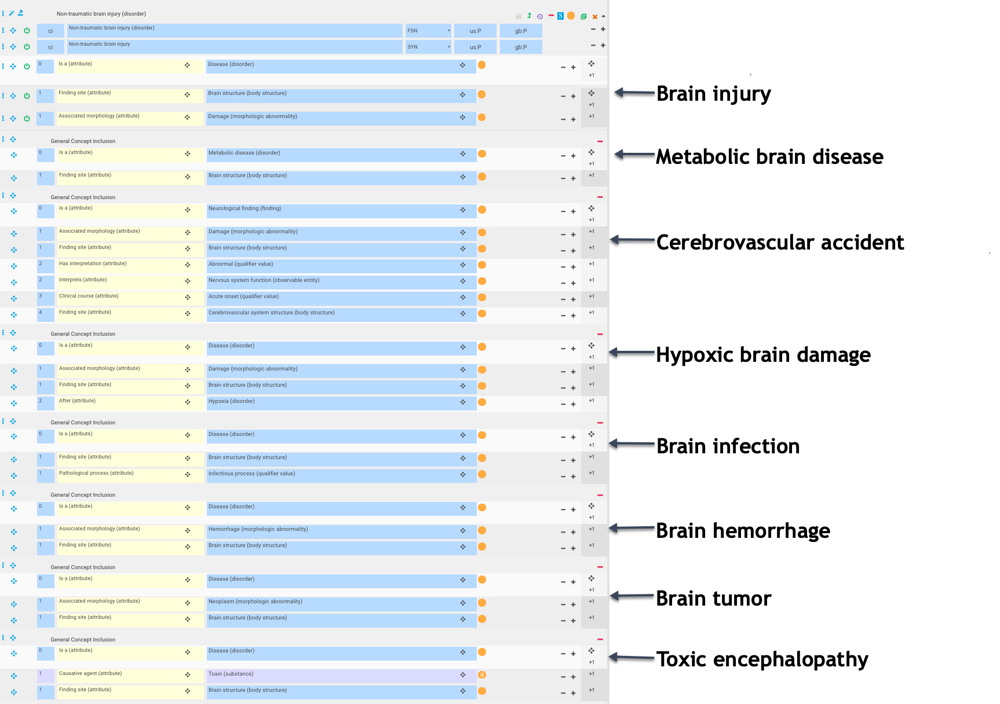 Non-traumatic brain injury (disorder)
S
ci Non-traumatic brain injury (disorder) FSN us:P gb:P
ci Non-traumatic brain injury SYN us:P gb:P
0 Is a (attribute) Disease (disorder)
+1
1 Finding site (attribute) Brain structure (body structure)
+1
Brain injury
1 Associated morphology (attribute) Damage (morphologic abnormality) +1
General Concept Inclusion
0 Is a (attribute) Metabolic disease (disorder)
+1
Metabolic brain disease
1 Finding site (attribute) Brain structure (body structure) +1
General Concept Inclusion
0 Is a (attribute) Neurological finding (finding)
+1
1 Associated morphology (attribute) Damage (morphologic abnormality) +1
Cerebrovascular accident
1 Finding site (attribute) Brain structure (body structure) +1
2 Has interpretation (attribute) Abnormal (qualifier value) +1
2 Interprets (attribute) Nervous system function (observable entity) +1
3 Clinical course (attribute) Acute onset (qualifier value) +1
4 Finding site (attribute) Cerebrovascular system structure (body structure) +1
General Concept Inclusion
0 Is a (attribute) Disease (disorder)
+1
Hypoxic brain damage
1 Associated morphology (attribute) Damage (morphologic abnormality) +1
1 Finding site (attribute) Brain structure (body structure) +1
2 After (attribute) Hypoxia (disorder) +1
General Concept Inclusion
0 Is a (attribute) Disease (disorder)
+1
Brain infection
1 Finding site (attribute) Brain structure (body structure) +1
1 Pathological process (attribute) Infectious process (qualifier value) +1
General Concept Inclusion
0 Is a (attribute) Disease (disorder)
+1
1 Associated morphology (attribute) Hemorrhage (morphologic abnormality) +1
Brain hemorrhage
1 Finding site (attribute) Brain structure (body structure) +1
General Concept Inclusion
0 Is a (attribute) Disease (disorder)
+1
Brain tumor
1 Associated morphology (attribute) Neoplasm (morphologic abnormality) +1
1 Finding site (attribute) Brain structure (body structure) +1
General Concept Inclusion
0 Is a (attribute) Disease (disorder)
+1
Toxic encephalopathy
1 Causative agent (attribute) Toxin (substance) +1
1 Finding site (attribute) Brain structure (body structure) +1